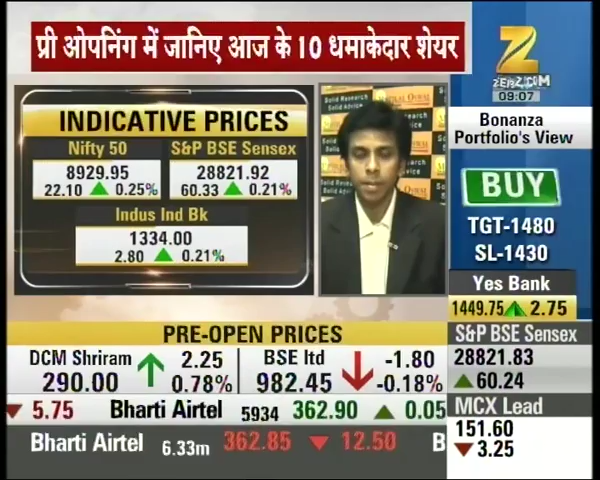 प्री ओपनिंग में जानिए आज के 10 धमाकेदार शेयर
09:07
INDICATIVE PRICES
Nifty 50
8929.95
22.10 0.25%
S&P BSE Sensex
28821.92
60.33 0.21%
Indus Ind Bk
1334.00
2.80 0.21%
Solid Research
Solid Advice
Bonanza
Portfolio's View
BUY
TGT-1480
SL-1430
Yes Bank
1449.75 2.75
S&P BSE Sensex
28821.83
60.24
MCX Lead
151.60
3.25
PRE-OPEN PRICES
DCM Shriram 2.25
290.00 0.78%
BSE ltd -1.80
982.45 -0.18%
5.75 Bharti Airtel 5934 362.90 0.05
Bharti Airtel 6.33m 362.85 12.50 B